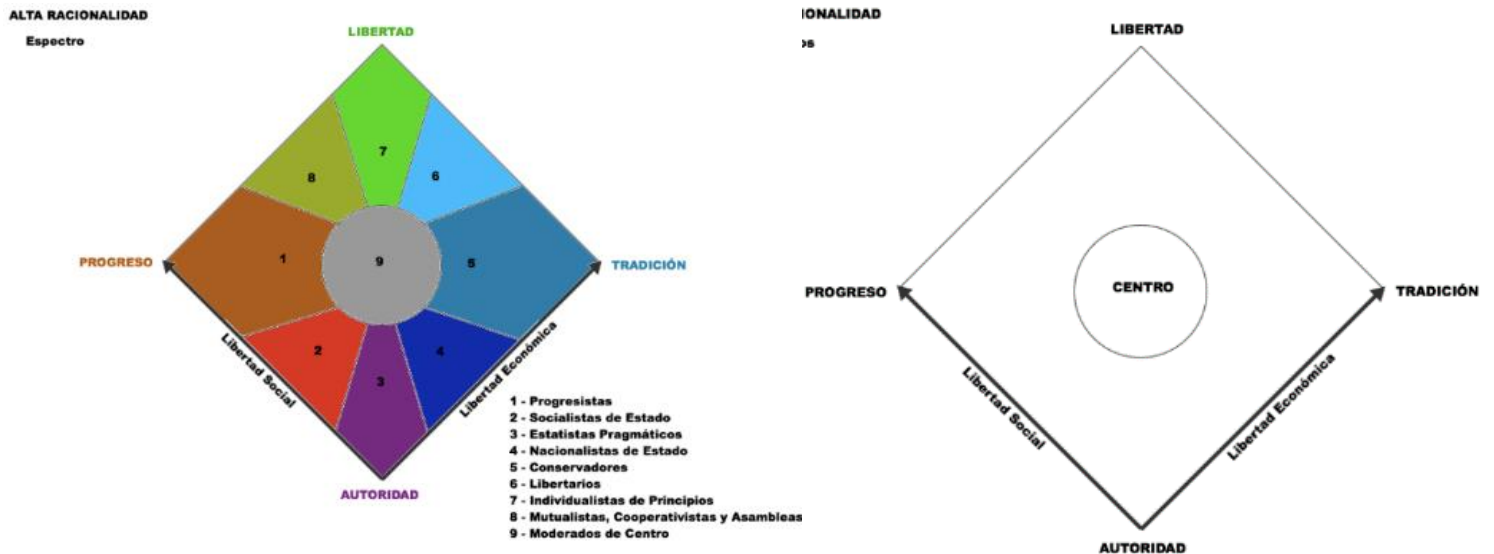 ALTA RACIONALIDAD
Espectro
LIBERTAD
7
8
6
PROGRESO
1
9
5
TRADICIÓN
2
4
3
Libertad Social
Libertad Económica
AUTORIDAD
1 - Progresistas
2 - Socialistas de Estado
3 - Estatistas Pragmáticos
4 - Nacionalistas de Estado
5 - Conservadores
6 - Libertarios
7 - Individualistas de Principios
8 - Mutualistas, Cooperativistas y Asambleas
9 - Moderados de Centro
IONALIDAD
os
LIBERTAD
CENTRO
PROGRESO
TRADICIÓN
Libertad Social
Libertad Económica
AUTORIDAD